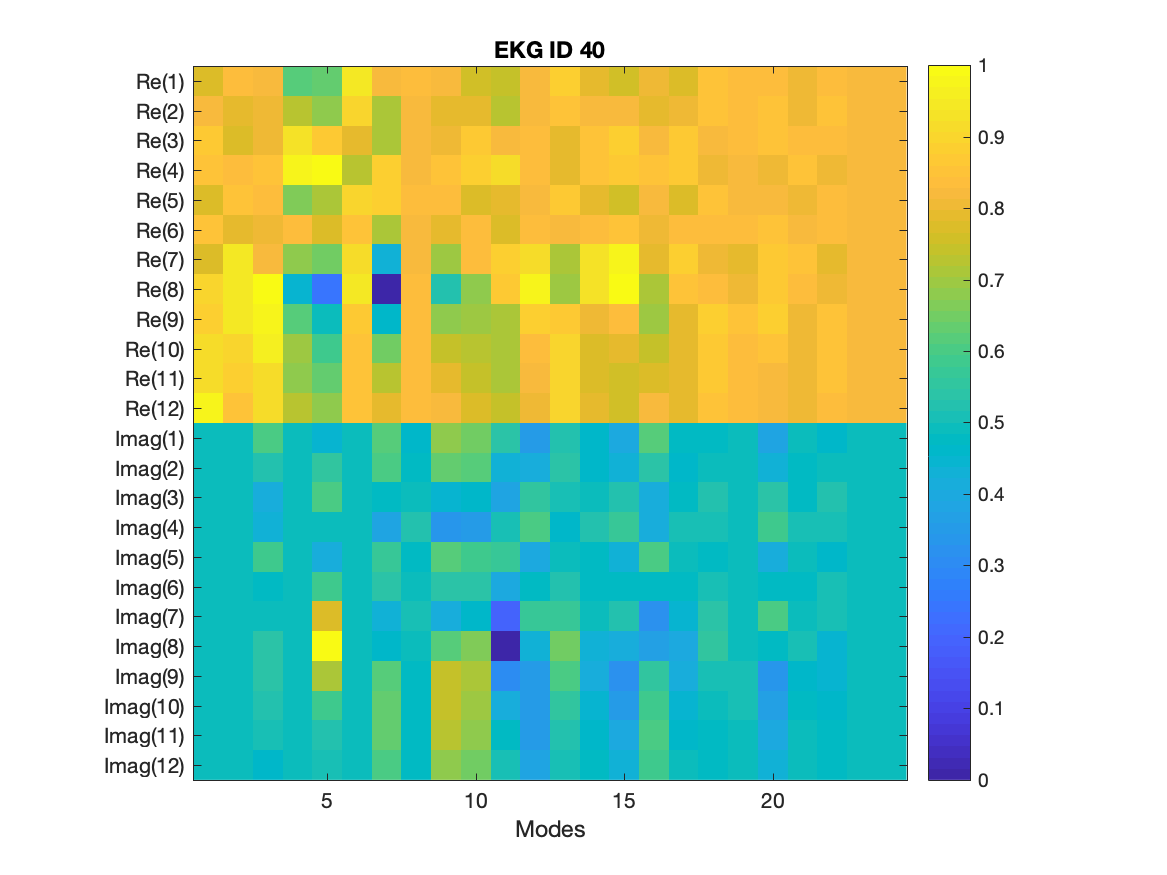 EKG ID 40
Re(1)
Re(2)
Re(3)
Re(4)
Re(5)
Re(6)
Re(7)
Re(8)
Re(9)
Re(10)
Re(11)
Re(12)
Imag(1)
Imag(2)
Imag(3)
Imag(4)
Imag(5)
Imag(6)
Imag(7)
Imag(8)
Imag(9)
Imag(10)
Imag(11)
Imag(12)
5 10 15 20
Modes
1
0.9
0.8
0.7
0.6
0.5
0.4
0.3
0.2
0.1
0